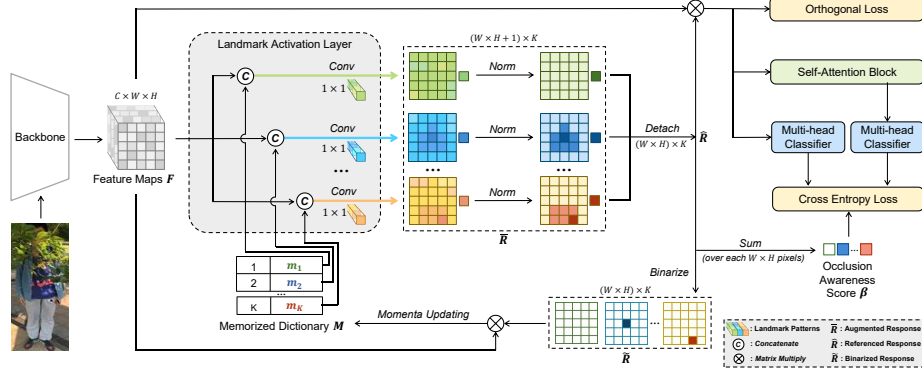 Backbone
C × W × H
Feature Maps F
Landmark Activation Layer
C
Conv
1 × 1
C
Conv
1 × 1
...
C
Conv
1 × 1
(W × H + 1) × K
Norm
Norm
...
...
Norm
R̅
Detach
(W × H) × K
R̂
Orthogonal Loss
Self-Attention Block
Multi-head
Classifier
Multi-head
Classifier
Cross Entropy Loss
Sum
(over each W × H pixels)
...
Occlusion
Awareness
Score β
Binarize
(W × H) × K
...
R̃
Momenta Updating
1 m₁
2 m₂
...
K m_K
Memorized Dictionary M
: Landmark Patterns
C : Concatenate
: Matrix Multiply
R̅ : Augmented Response
R̂ : Referenced Response
R̃ : Binarized Response